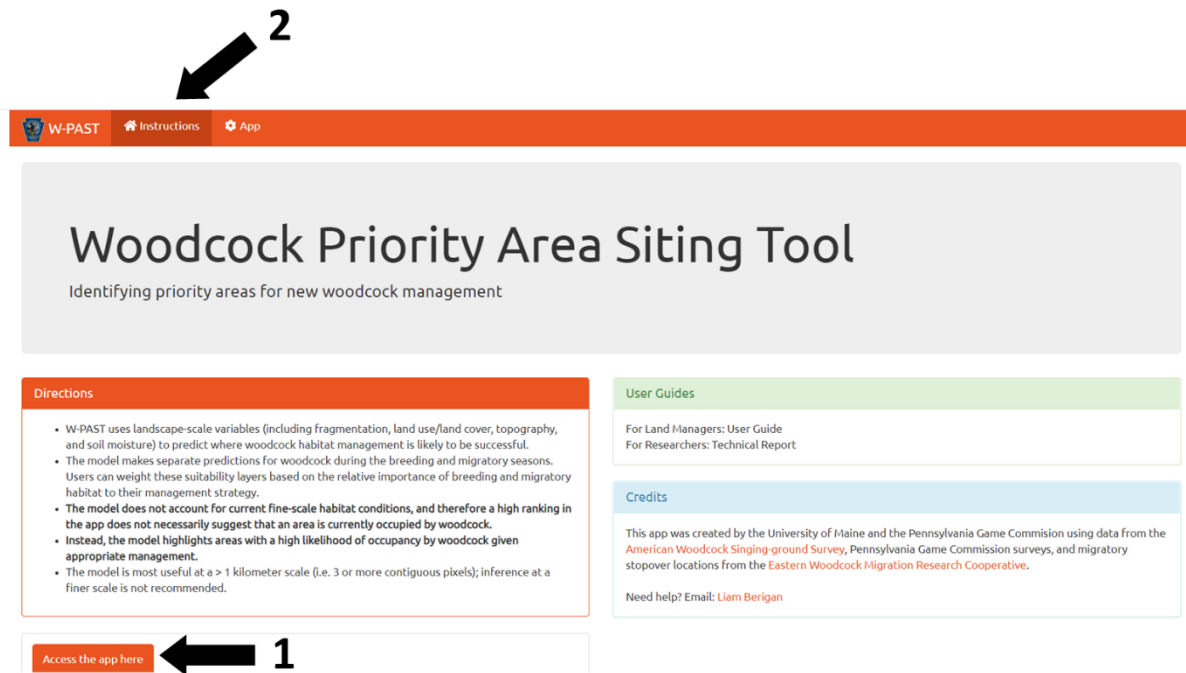 2
W-PAST Instructions App
Woodcock Priority Area Siting Tool
Identifying priority areas for new woodcock management
Directions
• W-PAST uses landscape-scale variables (including fragmentation, land use/land cover, topography,
and soil moisture) to predict where woodcock habitat management is likely to be successful.
• The model makes separate predictions for woodcock during the breeding and migratory seasons.
Users can weight these suitability layers based on the relative importance of breeding and migratory
habitat to their management strategy.
• The model does not account for current fine-scale habitat conditions, and therefore a high ranking in
the app does not necessarily suggest that an area is currently occupied by woodcock.
• Instead, the model highlights areas with a high likelihood of occupancy by woodcock given
appropriate management.
• The model is most useful at a > 1 kilometer scale (i.e. 3 or more contiguous pixels); inference at a
finer scale is not recommended.
Access the app here
1
User Guides
For Land Managers: User Guide
For Researchers: Technical Report
Credits
This app was created by the University of Maine and the Pennsylvania Game Commision using data from the
American Woodcock Singing-ground Survey, Pennsylvania Game Commission surveys, and migratory
stopover locations from the Eastern Woodcock Migration Research Cooperative.
Need help? Email: Liam Berigan